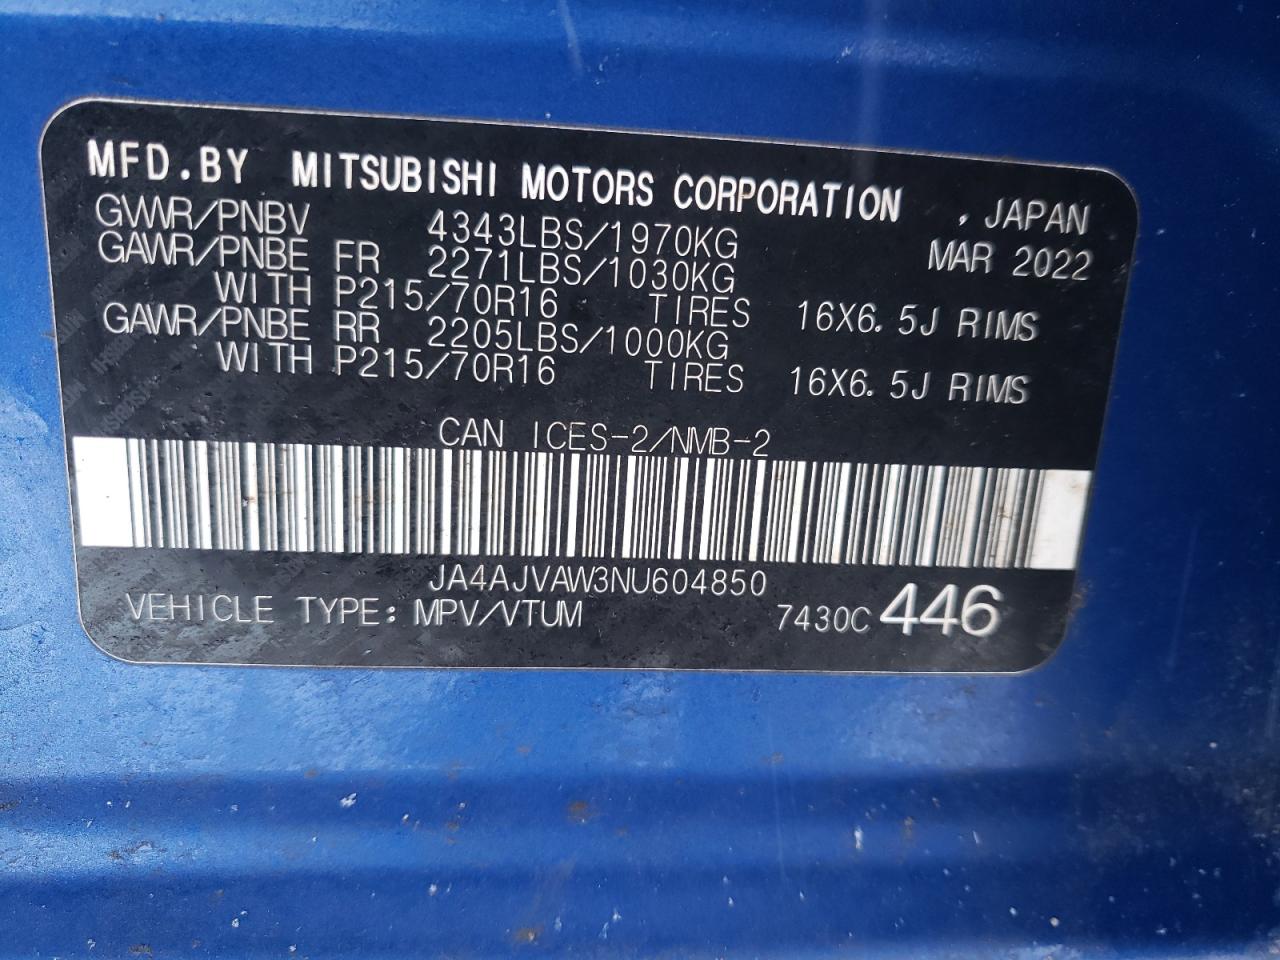 MFD.BY MITSUBISHI MOTORS CORPORATION , JAPAN
GVWR/PNBV 4343LBS/1970KG MAR 2022
GAWR/PNBE FR 2271LBS/1030KG
WITH P215/70R16 TIRES 16X6.5J RIMS
GAWR/PNBE RR 2205LBS/1000KG
WITH P215/70R16 TIRES 16X6.5J RIMS
CAN ICES-2/NMB-2
JA4AJVAW3NU604850
VEHICLE TYPE: MPV/VTUM 7430C 446